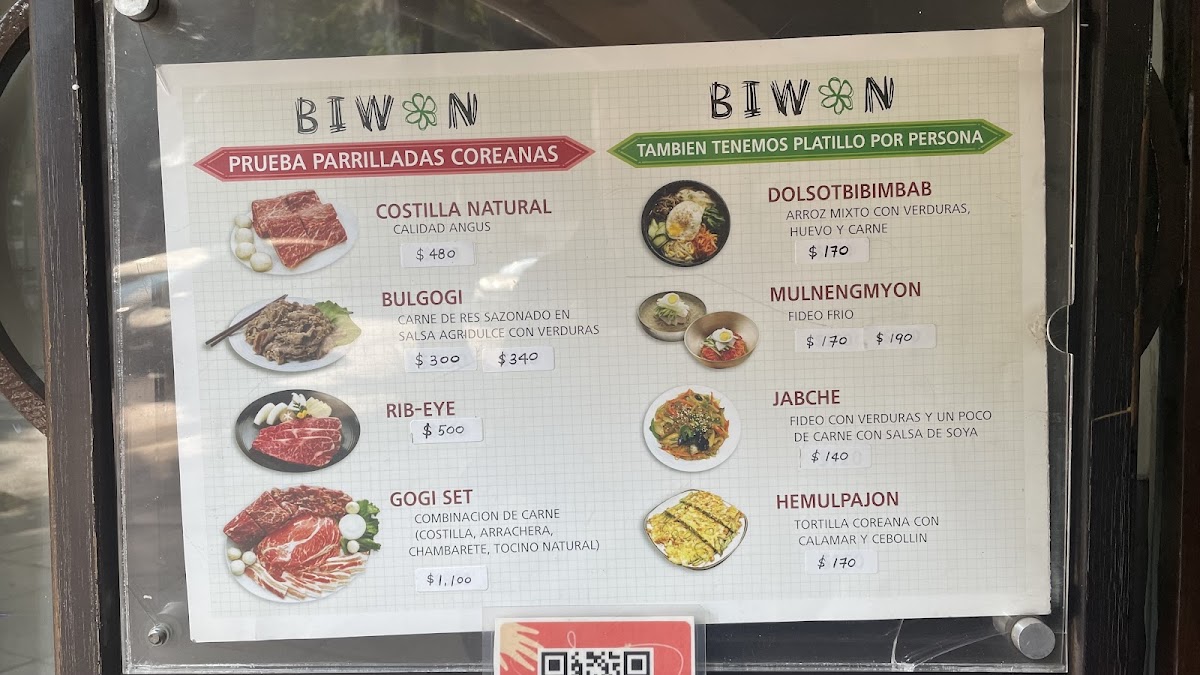 BIWON
PRUEBA PARRILLADAS COREANAS
COSTILLA NATURAL
CALIDAD ANGUS
$480
BULGOGI
CARNE DE RES SAZONADO EN
SALSA AGRIDULCE CON VERDURAS
$300 $340
RIB-EYE
$500
GOGI SET
COMBINACION DE CARNE
(COSTILLA, ARRACHERA,
CHAMBARETE, TOCINO NATURAL)
$1,100
BIWON
TAMBIEN TENEMOS PLATILLO POR PERSONA
DOLSOTBIBIMBAB
ARROZ MIXTO CON VERDURAS,
HUEVO Y CARNE
$170
MULNENGMYON
FIDEO FRIO
$170 $190
JABCHE
FIDEO CON VERDURAS Y UN POCO
DE CARNE CON SALSA DE SOYA
$140
HEMULPAJON
TORTILLA COREANA CON
CALAMAR Y CEBOLLIN
$170